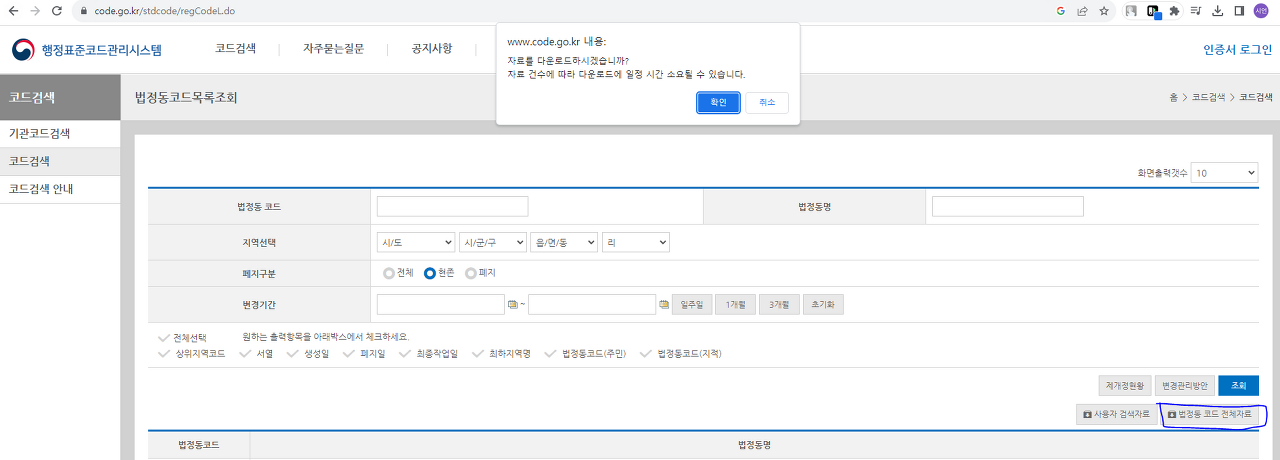 code.go.kr/stdcode/regCodeL.do
시언
행정표준코드관리시스템
코드검색
자주묻는질문
공지사항
인증서 로그인
www.code.go.kr 내용:
자료를 다운로드하시겠습니까?
자료 건수에 따라 다운로드에 일정 시간 소요될 수 있습니다.
확인
취소
코드검색
기관코드검색
코드검색
코드검색 안내
법정동코드목록조회
홈 > 코드검색 > 코드검색
화면출력갯수 10
법정동 코드
법정동명
지역선택 시/도 시/군/구 읍/면/동 리
폐지구분 전체 현존 폐지
변경기간 ~ 일주일 1개월 3개월 초기화
전체선택 원하는 출력항목을 아래박스에서 체크하세요.
상위지역코드 서열 생성일 폐지일 최종작업일 최하지역명 법정동코드(주민) 법정동코드(지적)
제개정현황 변경관리방안 조회
사용자 검색자료 법정동 코드 전체자료
법정동코드 법정동명